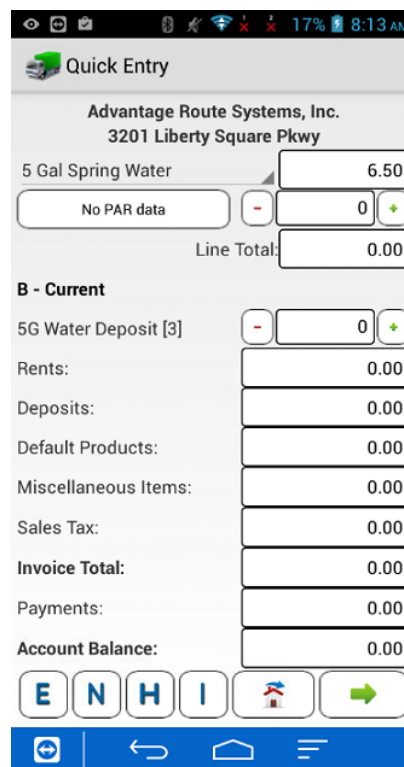 17% 8:13 AM
Quick Entry
Advantage Route Systems, Inc.
3201 Liberty Square Pkwy
5 Gal Spring Water 6.50
No PAR data - 0 +
Line Total: 0.00
B - Current
5G Water Deposit [3] - 0 +
Rents: 0.00
Deposits: 0.00
Default Products: 0.00
Miscellaneous Items: 0.00
Sales Tax: 0.00
Invoice Total: 0.00
Payments: 0.00
Account Balance: 0.00
E N H I